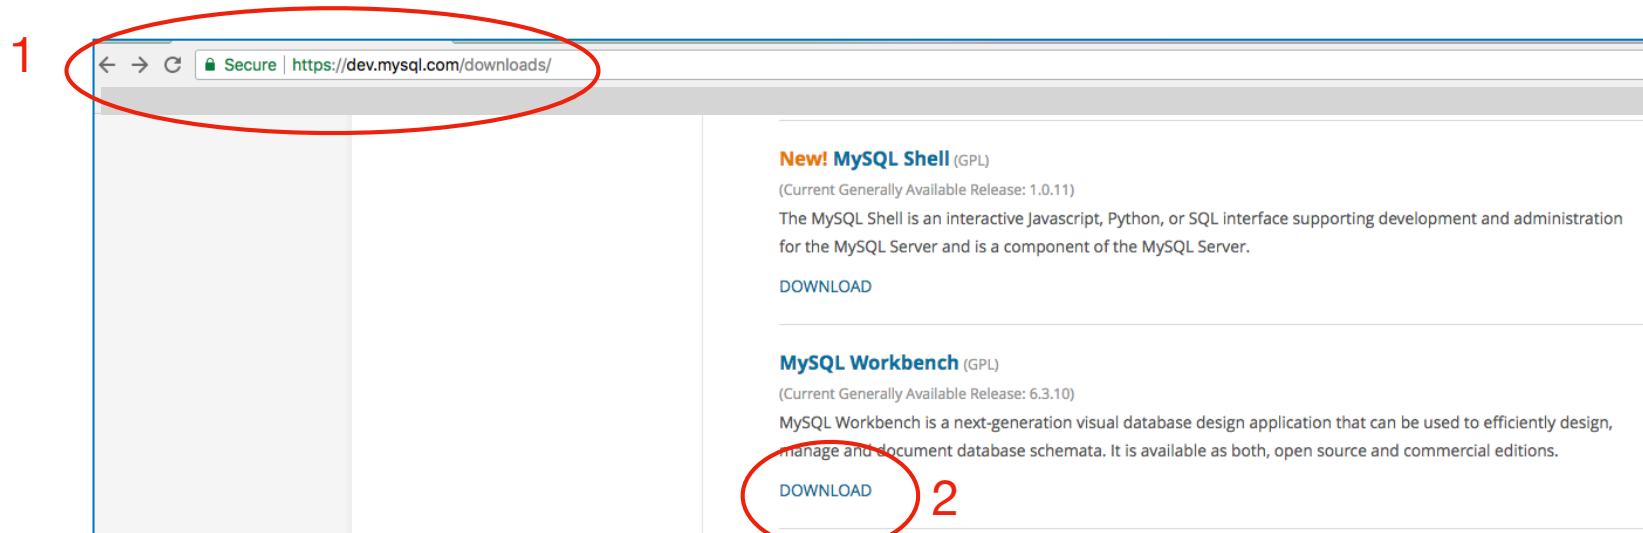 1
Secure https://dev.mysql.com/downloads/
New! MySQL Shell (GPL)
(Current Generally Available Release: 1.0.11)
The MySQL Shell is an interactive Javascript, Python, or SQL interface supporting development and administration
for the MySQL Server and is a component of the MySQL Server.
DOWNLOAD
MySQL Workbench (GPL)
(Current Generally Available Release: 6.3.10)
MySQL Workbench is a next-generation visual database design application that can be used to efficiently design,
manage and document database schemata. It is available as both, open source and commercial editions.
DOWNLOAD 2